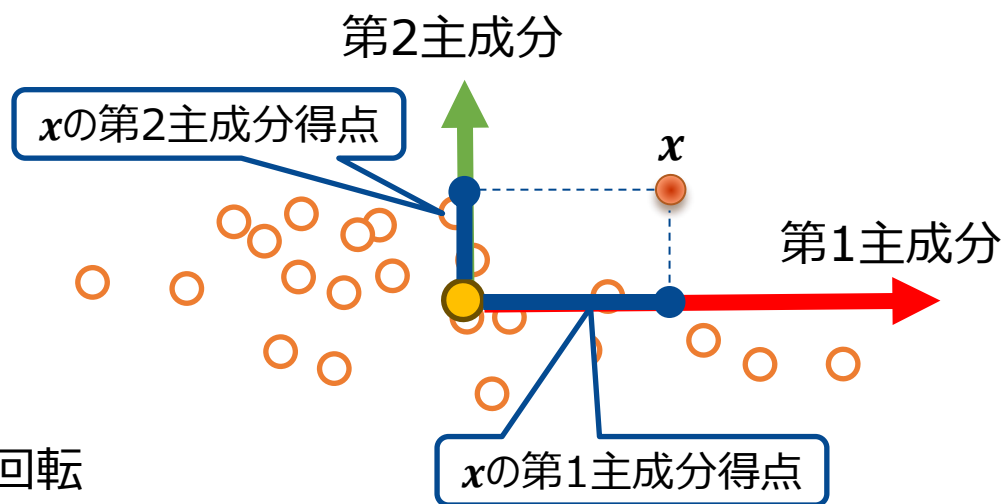 第2主成分
xの第2主成分得点
x
第1主成分
xの第1主成分得点
回転